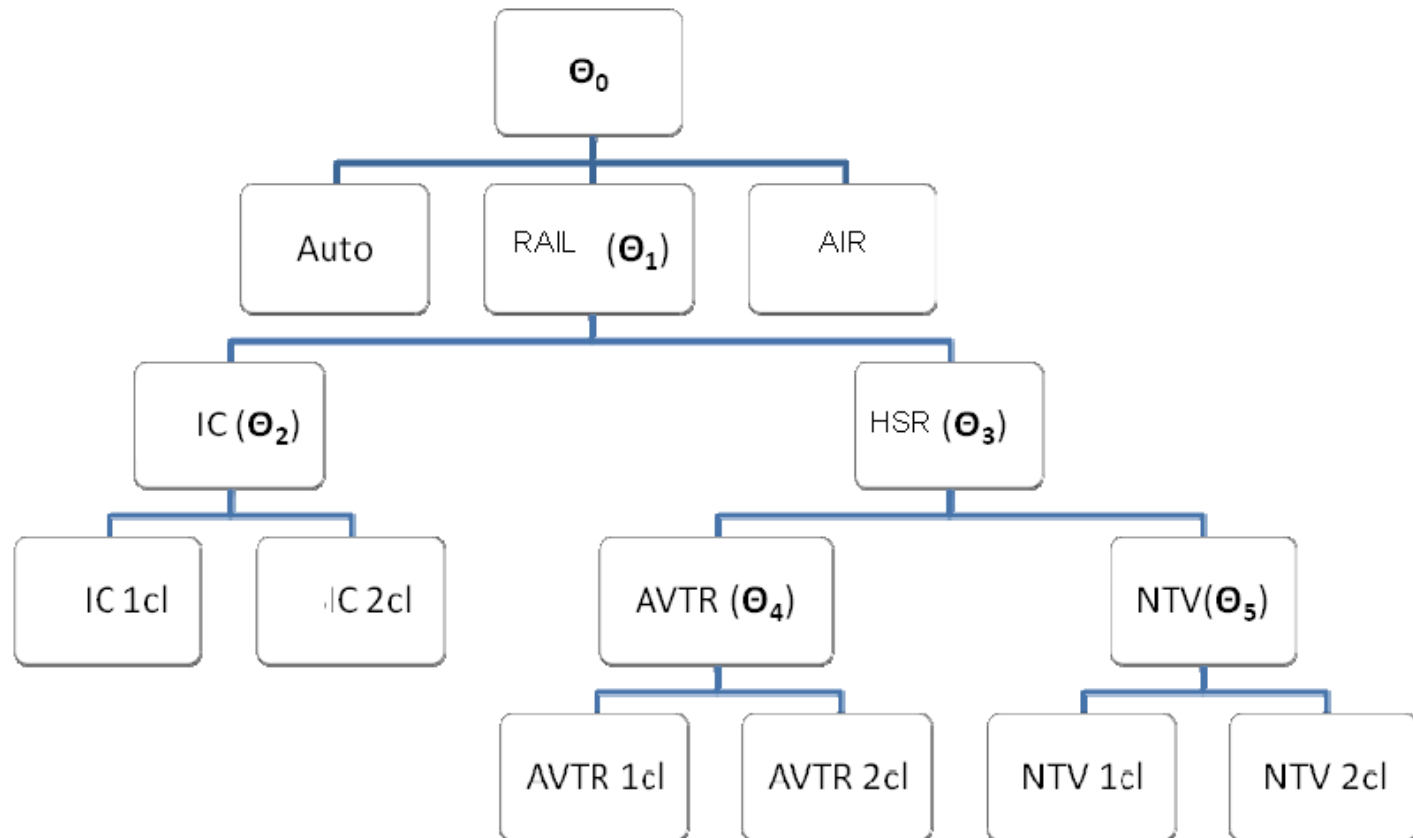 Θ₀
Auto
RAIL (Θ₁)
AIR
IC (Θ₂)
HSR (Θ₃)
IC 1cl
IC 2cl
AVTR (Θ₄)
NTV(Θ₅)
AVTR 1cl
AVTR 2cl
NTV 1cl
NTV 2cl